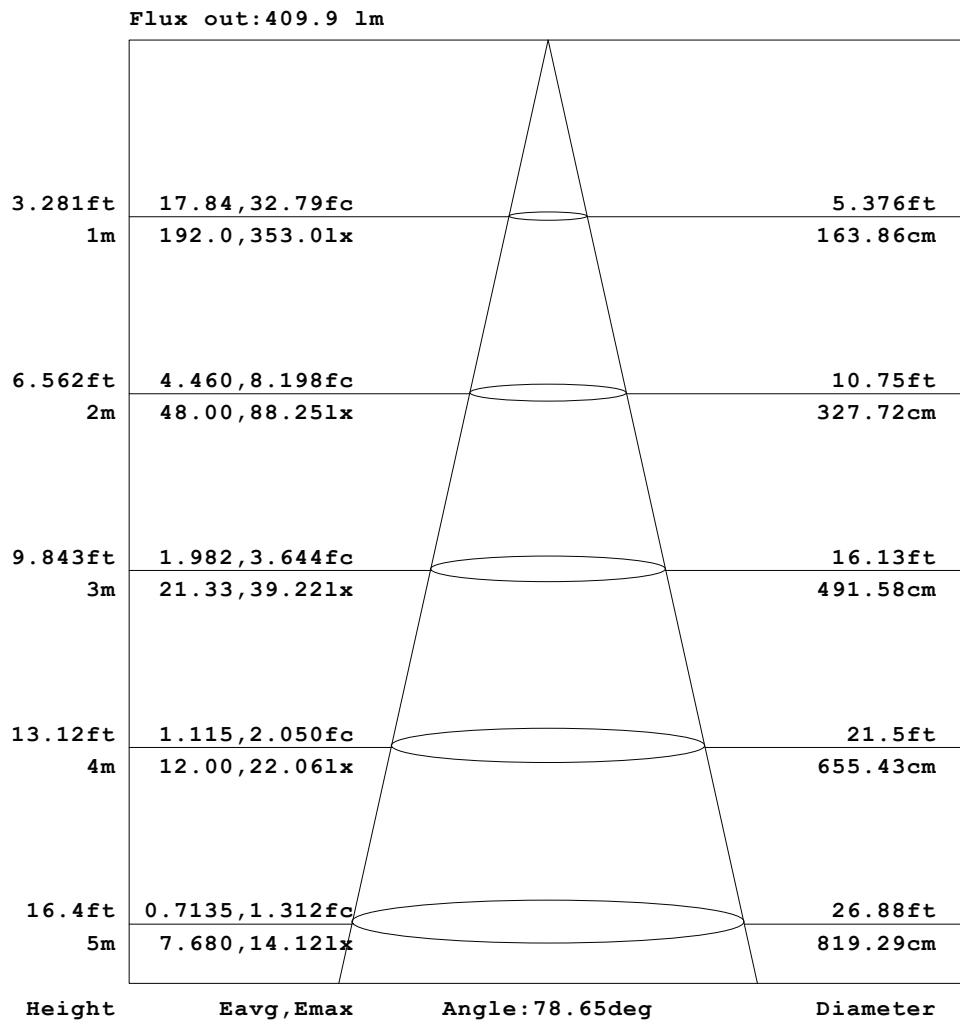 Flux out:409.9 lm
3.281ft 17.84,32.79fc 5.376ft
1m 192.0,353.0lx 163.86cm
6.562ft 4.460,8.198fc 10.75ft
2m 48.00,88.25lx 327.72cm
9.843ft 1.982,3.644fc 16.13ft
3m 21.33,39.22lx 491.58cm
13.12ft 1.115,2.050fc 21.5ft
4m 12.00,22.06lx 655.43cm
16.4ft 0.7135,1.312fc 26.88ft
5m 7.680,14.12lx 819.29cm
Height Eavg,Emax Angle:78.65deg Diameter